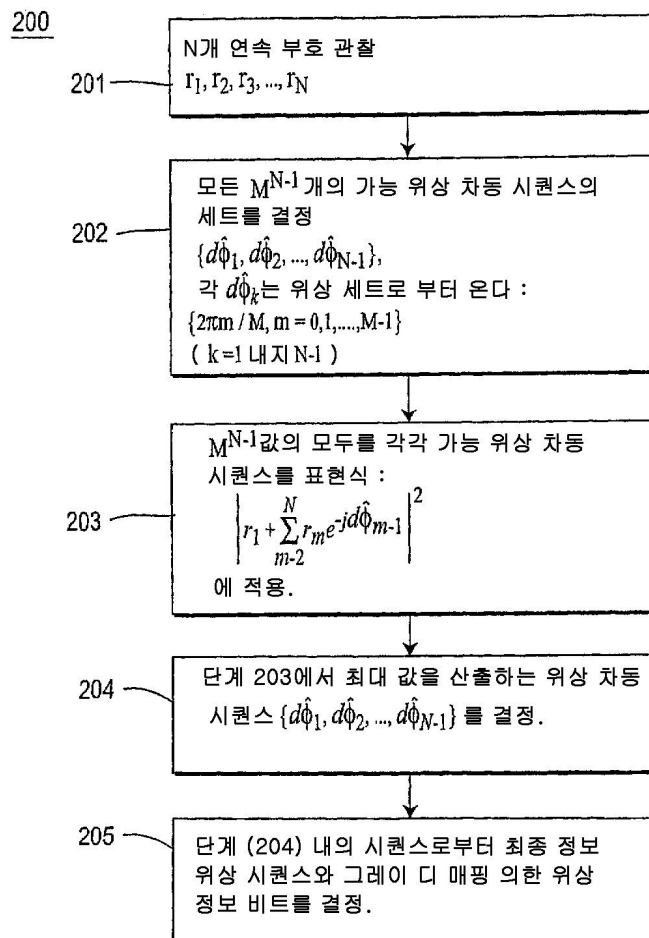 200
201
N개 연속 부호 관찰
r₁, r₂, r₃, ..., r_N
202
모든 M^{N-1} 개의 가능 위상 차동 시퀀스의
세트를 결정
{dφ̂₁, dφ̂₂, ..., dφ̂_{N-1}},
각 dφ̂_k는 위상 세트로 부터 온다 :
{2πm / M, m = 0,1,....,M-1}
( k=1 내지 N-1 )
203
M^{N-1}값의 모두를 각각 가능 위상 차동
시퀀스를 표현식 :
|r₁ + ∑_{m-2}^{N} r_m e^{-jdφ̂_{m-1}}|²
에 적용.
204
단계 203에서 최대 값을 산출하는 위상 차동
시퀀스 {dφ̂₁, dφ̂₂, ..., dφ̂_{N-1}} 를 결정.
205
단계 (204) 내의 시퀀스로부터 최종 정보
위상 시퀀스와 그레이 디 매핑 의한 위상
정보 비트를 결정.